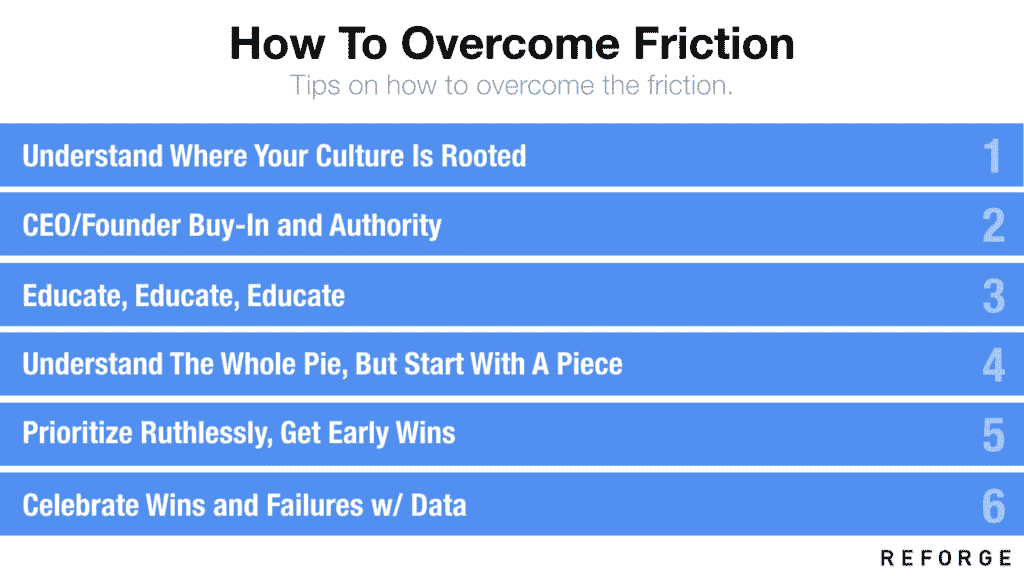 How To Overcome Friction
Tips on how to overcome the friction.
Understand Where Your Culture Is Rooted 1
CEO/Founder Buy-In and Authority 2
Educate, Educate, Educate 3
Understand The Whole Pie, But Start With A Piece 4
Prioritize Ruthlessly, Get Early Wins 5
Celebrate Wins and Failures w/ Data 6
REFORGE